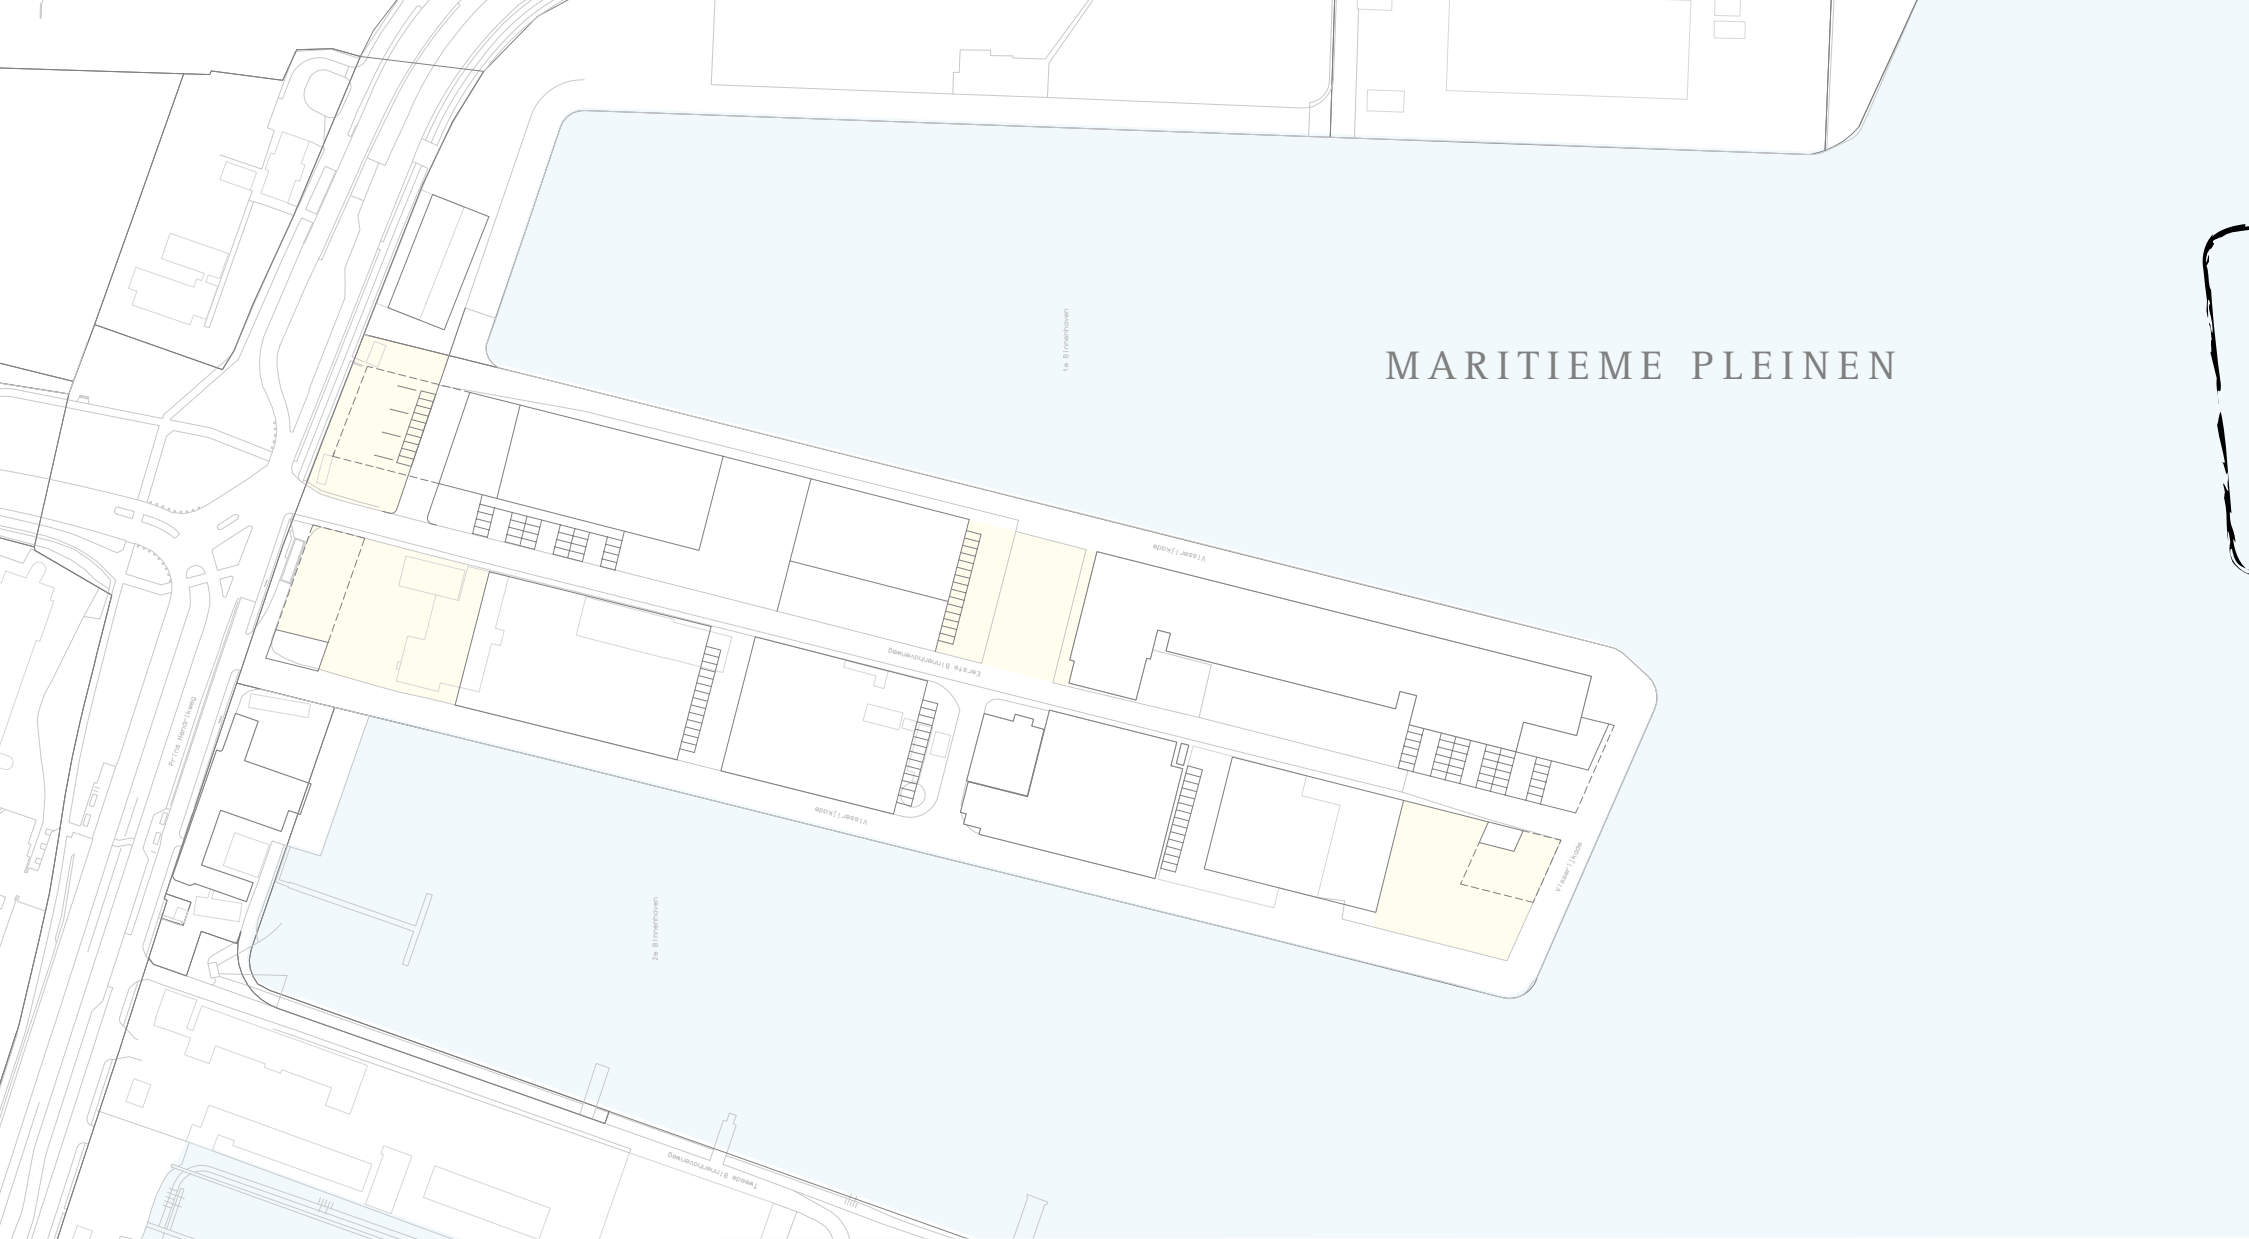 1e Binnenhaven
MARITIEME PLEINEN
Visserijkade
Eerste Binnenhavenweg
Prins Hendrikweg
Visserijkade
Visserijkade
2e Binnenhaven
Tweede Binnenhavenweg